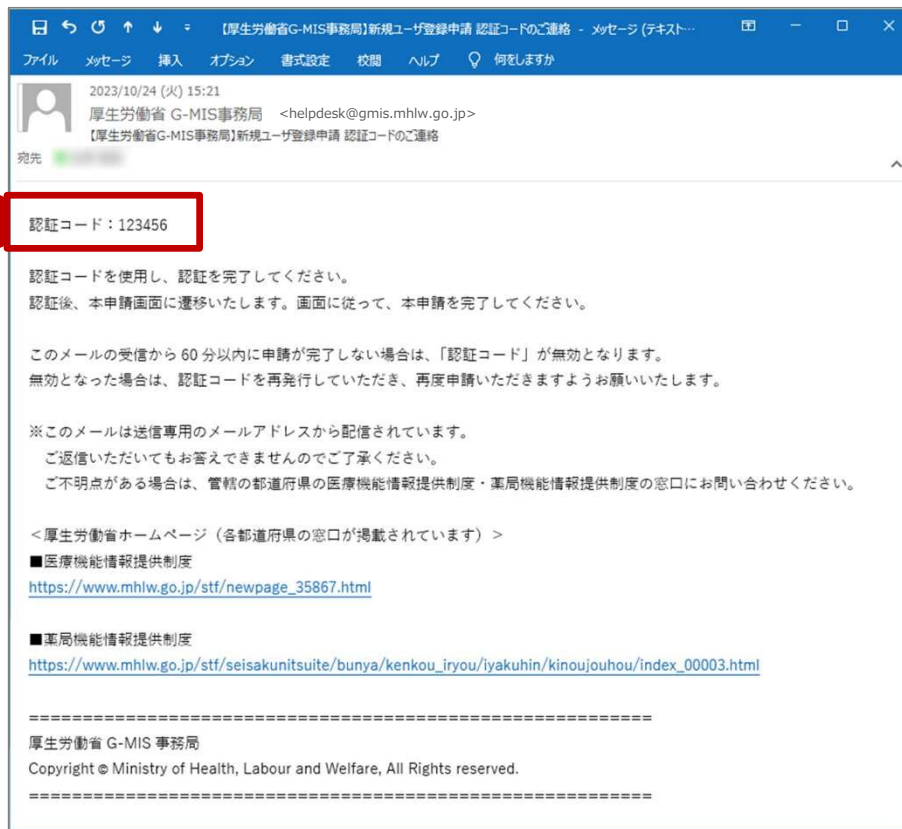 【厚生労働省G-MIS事務局】新規ユーザ登録申請 認証コードのご連絡 - メッセージ (テキスト…
ファイル メッセージ 挿入 オプション 書式設定 校閲 ヘルプ 何をしますか
2023/10/24 (火) 15:21
厚生労働省 G-MIS事務局 <helpdesk@gmis.mhlw.go.jp>
【厚生労働省G-MIS事務局】新規ユーザ登録申請 認証コードのご連絡
宛先
認証コード：123456
認証コードを使用し、認証を完了してください。
認証後、本申請画面に遷移いたします。画面に従って、本申請を完了してください。
このメールの受信から 60 分以内に申請が完了しない場合は、「認証コード」が無効となります。
無効となった場合は、認証コードを再発行していただき、再度申請いただきますようお願いいたします。
※このメールは送信専用のメールアドレスから配信されています。
ご返信いただいてもお答えできませんのでご了承ください。
ご不明点がある場合は、管轄の都道府県の医療機能情報提供制度・薬局機能情報提供制度の窓口にお問い合わせください。
＜厚生労働省ホームページ（各都道府県の窓口が掲載されています）＞
■医療機能情報提供制度
https://www.mhlw.go.jp/stf/newpage_35867.html
■薬局機能情報提供制度
https://www.mhlw.go.jp/stf/seisakunitsuite/bunya/kenkou_iryou/iyakuhin/kinoujouhou/index_00003.html
==========================================================
厚生労働省 G-MIS 事務局
Copyright © Ministry of Health, Labour and Welfare, All Rights reserved.
==========================================================